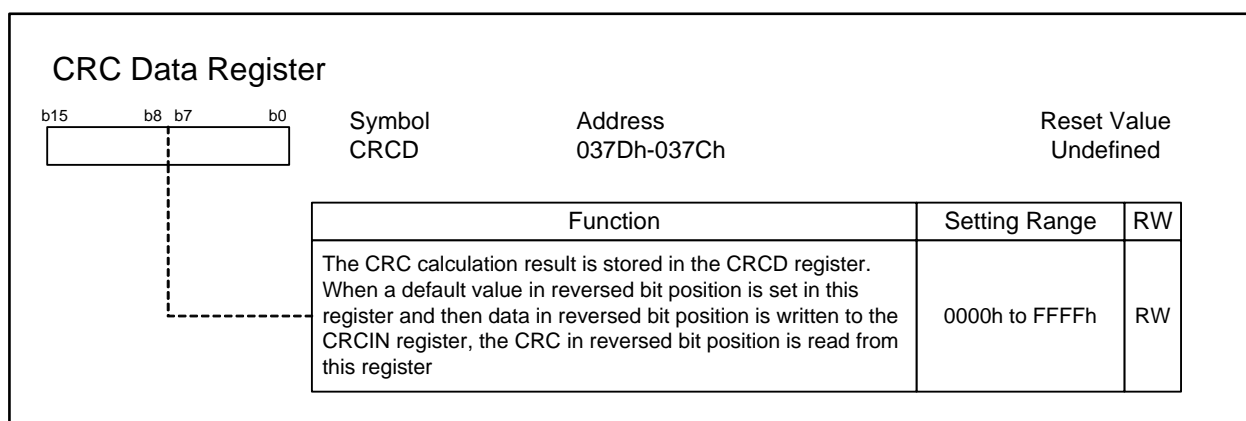 CRC Data Register
b15 b8 b7 b0
Symbol Address Reset Value
CRCD 037Dh-037Ch Undefined
Function Setting Range RW
The CRC calculation result is stored in the CRCD register.
When a default value in reversed bit position is set in this
register and then data in reversed bit position is written to the
CRCIN register, the CRC in reversed bit position is read from
this register
0000h to FFFFh RW